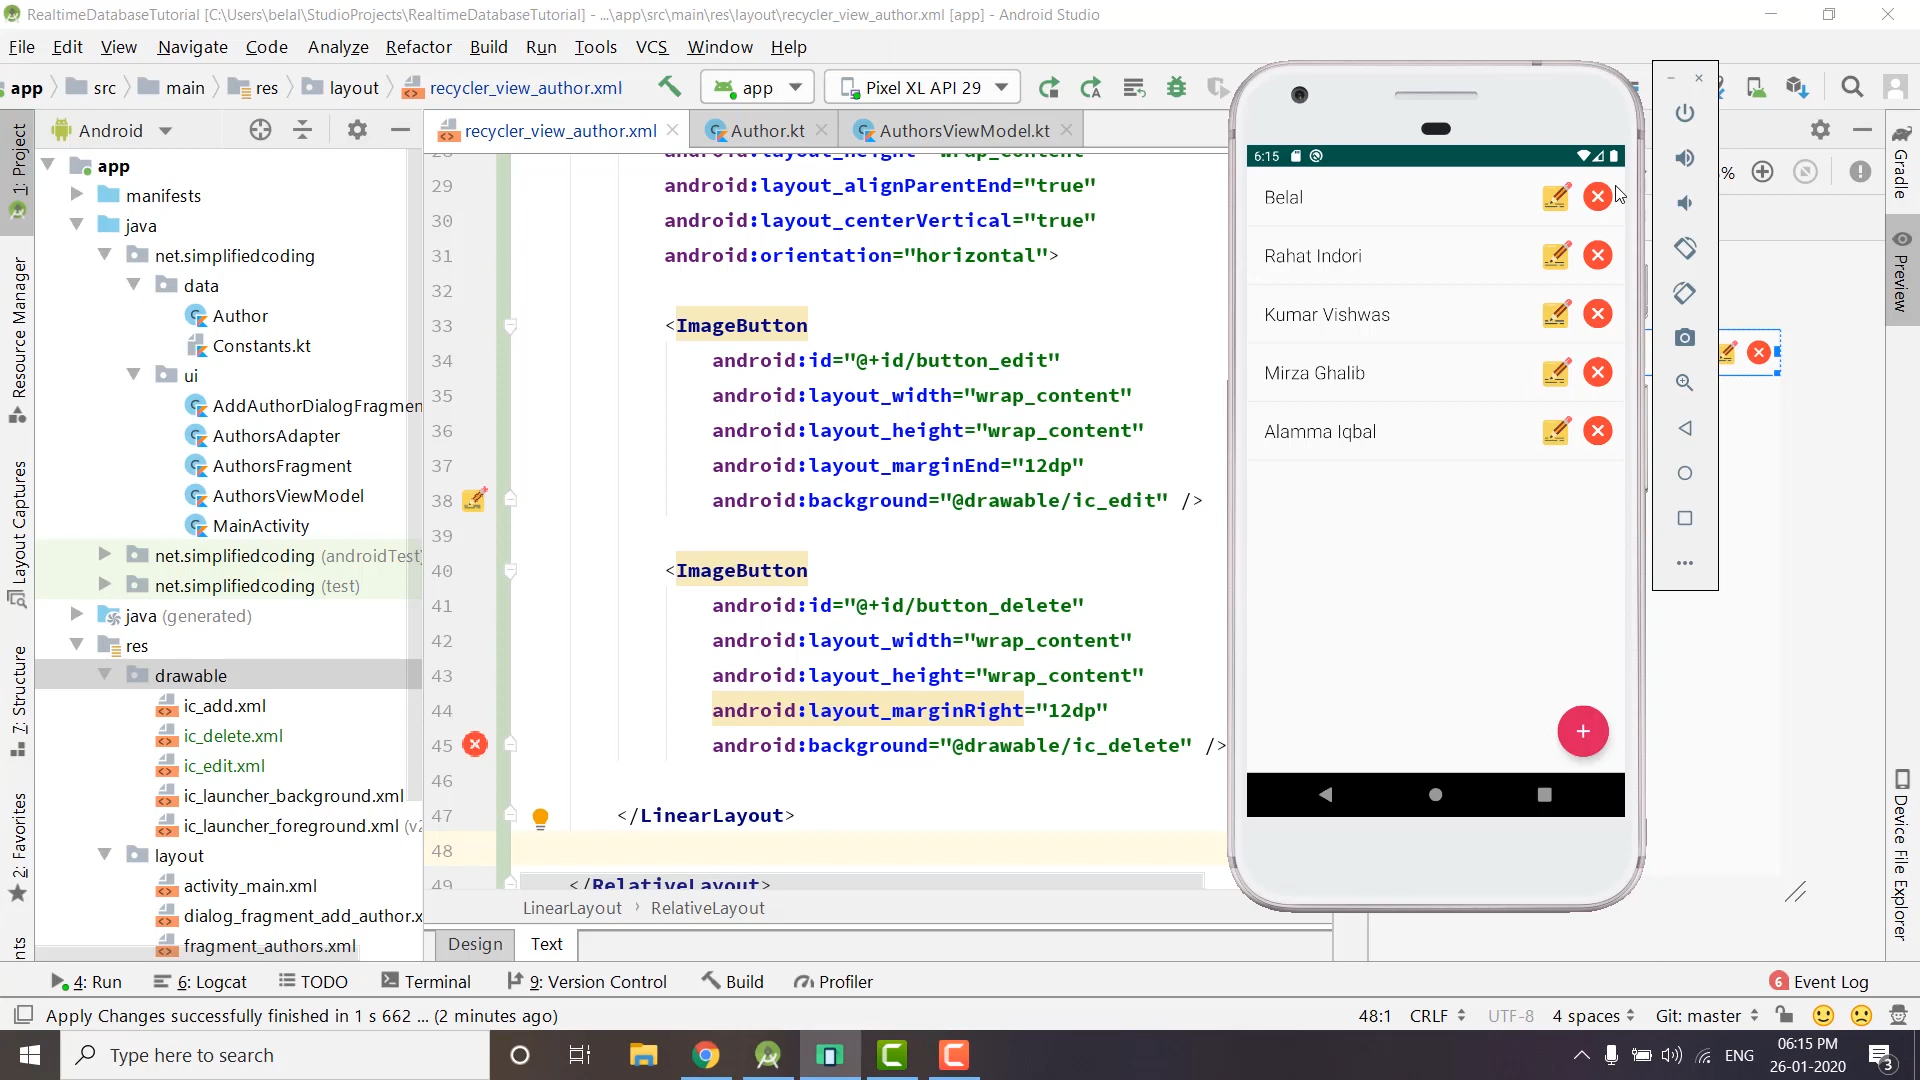 RealtimeDatabaseTutorial [C:\Users\belal\StudioProjects\RealtimeDatabaseTutorial] - ...\app\src\main\res\layout\recycler_view_author.xml [app] - Android Studio
File Edit View Navigate Code Analyze Refactor Build Run Tools VCS Window Help
app src main res layout recycler_view_author.xml app Pixel XL API 29
1: Project
Resource Manager
Layout Captures
7: Structure
2: Favorites
Android
app
manifests
java
net.simplifiedcoding
data
Author
Constants.kt
ui
AddAuthorDialogFragmen
AuthorsAdapter
AuthorsFragment
AuthorsViewModel
MainActivity
net.simplifiedcoding (androidTest)
net.simplifiedcoding (test)
java (generated)
res
drawable
ic_add.xml
ic_delete.xml
ic_edit.xml
ic_launcher_background.xml
ic_launcher_foreground.xml (v2
layout
activity_main.xml
dialog_fragment_add_author.x
fragment_authors.xml
recycler_view_author.xml Author.kt AuthorsViewModel.kt
28 android:layout_height="wrap_content"
29 android:layout_alignParentEnd="true"
30 android:layout_centerVertical="true"
31 android:orientation="horizontal">
32
33 <ImageButton
34 android:id="@+id/button_edit"
35 android:layout_width="wrap_content"
36 android:layout_height="wrap_content"
37 android:layout_marginEnd="12dp"
38 android:background="@drawable/ic_edit" />
39
40 <ImageButton
41 android:id="@+id/button_delete"
42 android:layout_width="wrap_content"
43 android:layout_height="wrap_content"
44 android:layout_marginRight="12dp"
45 android:background="@drawable/ic_delete" />
46
47 </LinearLayout>
48
49 </RelativeLayout>
LinearLayout › RelativeLayout
Design Text
6:15
Belal
Rahat Indori
Kumar Vishwas
Mirza Ghalib
Alamma Iqbal
+
%
Gradle
Preview
Device File Explorer
4: Run 6: Logcat TODO Terminal 9: Version Control Build Profiler 6 Event Log
Apply Changes successfully finished in 1 s 662 ... (2 minutes ago) 48:1 CRLF UTF-8 4 spaces Git: master
Type here to search
ENG
06:15 PM
26-01-2020
3